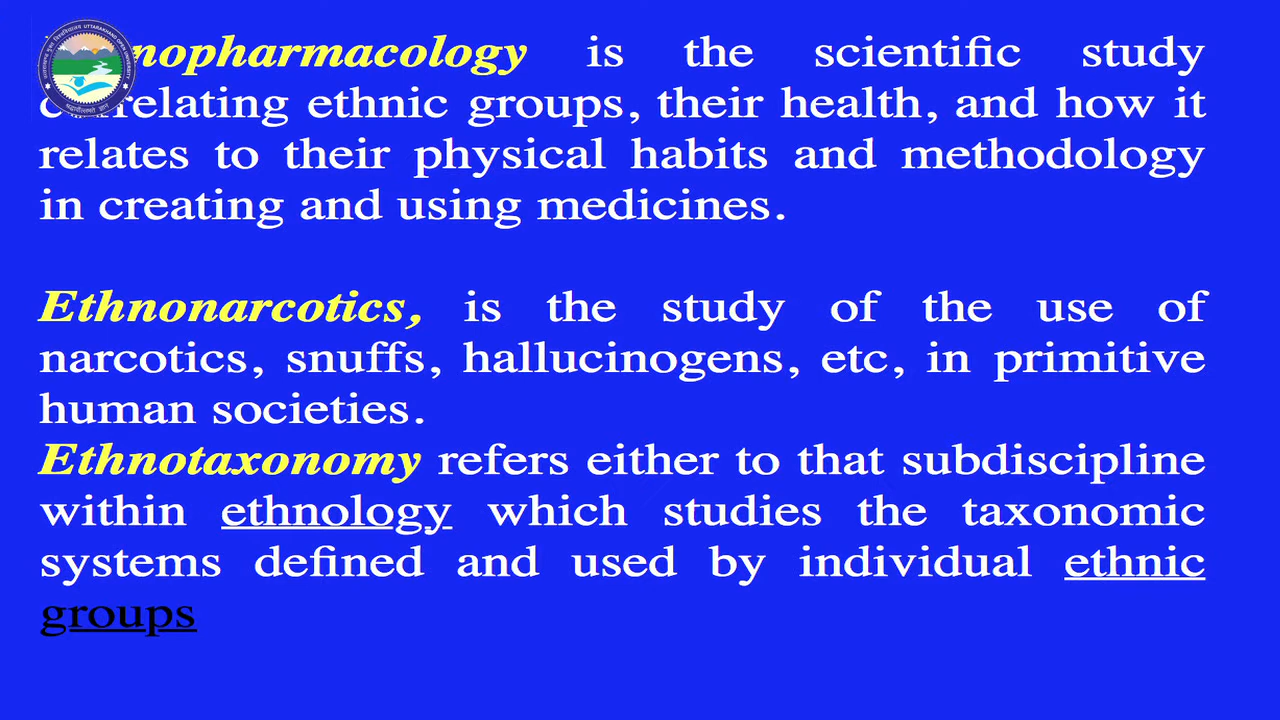 nopharmacology is the scientific study
relating ethnic groups, their health, and how it
relates to their physical habits and methodology
in creating and using medicines.
Ethnonarcotics, is the study of the use of
narcotics, snuffs, hallucinogens, etc, in primitive
human societies.
Ethnotaxonomy refers either to that subdiscipline
within ethnology which studies the taxonomic
systems defined and used by individual ethnic
groups